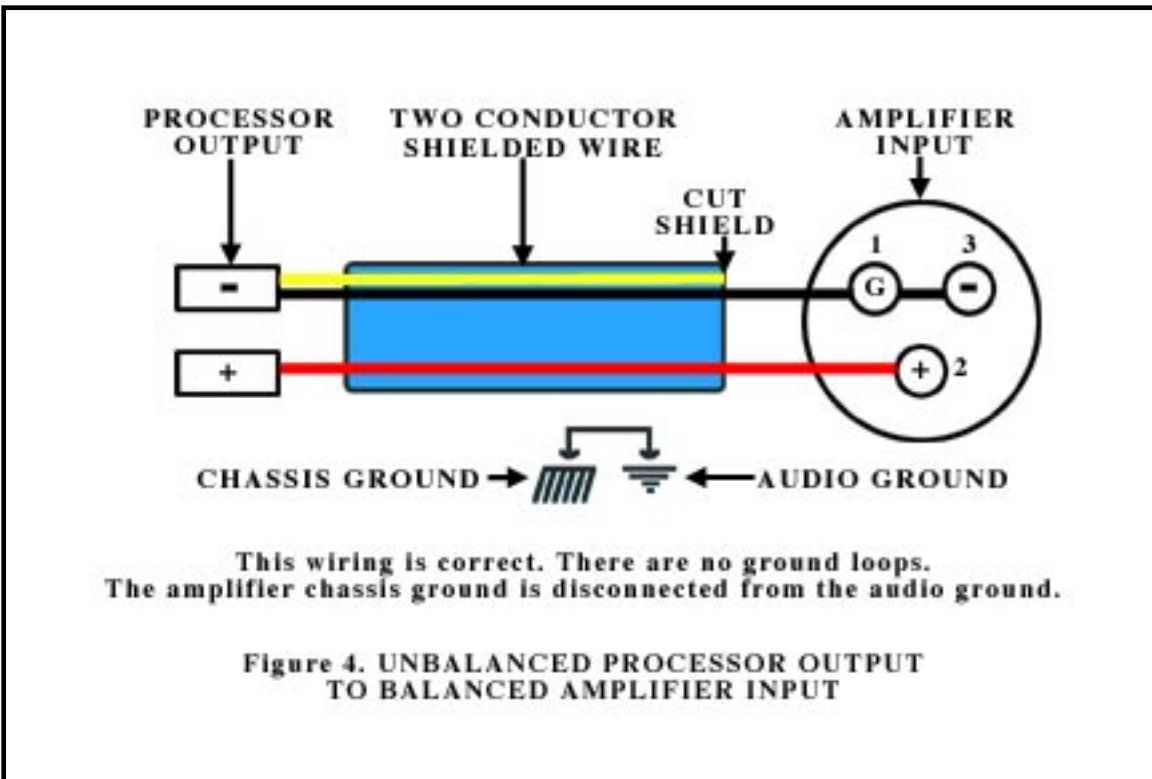 PROCESSOR
OUTPUT
TWO CONDUCTOR
SHIELDED WIRE
AMPLIFIER
INPUT
CUT
SHIELD
1
3
-
G
-
+
+
2
CHASSIS GROUND
AUDIO GROUND
This wiring is correct. There are no ground loops.
The amplifier chassis ground is disconnected from the audio ground.
Figure 4. UNBALANCED PROCESSOR OUTPUT
TO BALANCED AMPLIFIER INPUT